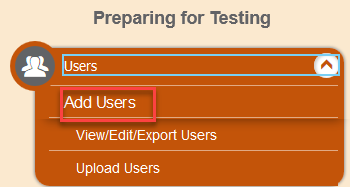 Preparing for Testing
Users
Add Users
View/Edit/Export Users
Upload Users